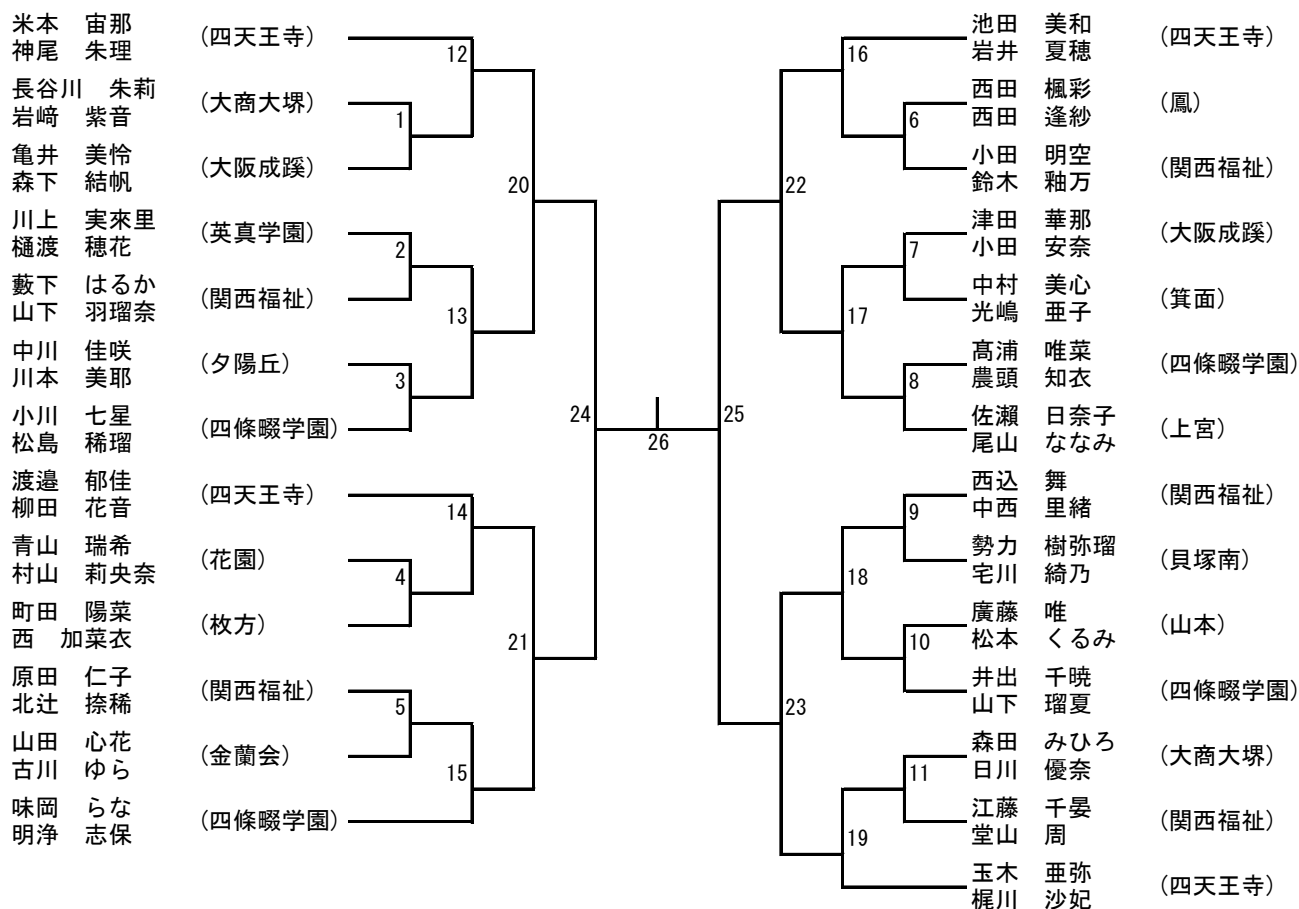 米本　宙那
神尾　朱理
(四天王寺)
長谷川　朱莉
岩﨑　紫音
(大商大堺)
亀井　美怜
森下　結帆
(大阪成蹊)
川上　実來里
樋渡　穂花
(英真学園)
藪下　はるか
山下　羽瑠奈
(関西福祉)
中川　佳咲
川本　美耶
(夕陽丘)
小川　七星
松島　稀瑠
(四條畷学園)
渡邉　郁佳
柳田　花音
(四天王寺)
青山　瑞希
村山　莉央奈
(花園)
町田　陽菜
西　加菜衣
(枚方)
原田　仁子
北辻　捺稀
(関西福祉)
山田　心花
古川　ゆら
(金蘭会)
味岡　らな
明浄　志保
(四條畷学園)
12
1
20
2
13
3
24
14
4
21
5
15
26
25
16
6
22
7
17
8
9
18
10
23
11
19
池田　美和
岩井　夏穂
(四天王寺)
西田　楓彩
西田　逢紗
(鳳)
小田　明空
鈴木　釉万
(関西福祉)
津田　華那
小田　安奈
(大阪成蹊)
中村　美心
光嶋　亜子
(箕面)
髙浦　唯菜
農頭　知衣
(四條畷学園)
佐瀨　日奈子
尾山　ななみ
(上宮)
西込　舞
中西　里緒
(関西福祉)
勢力　樹弥瑠
宅川　綺乃
(貝塚南)
廣藤　唯
松本　くるみ
(山本)
井出　千暁
山下　瑠夏
(四條畷学園)
森田　みひろ
日川　優奈
(大商大堺)
江藤　千晏
堂山　周
(関西福祉)
玉木　亜弥
梶川　沙妃
(四天王寺)